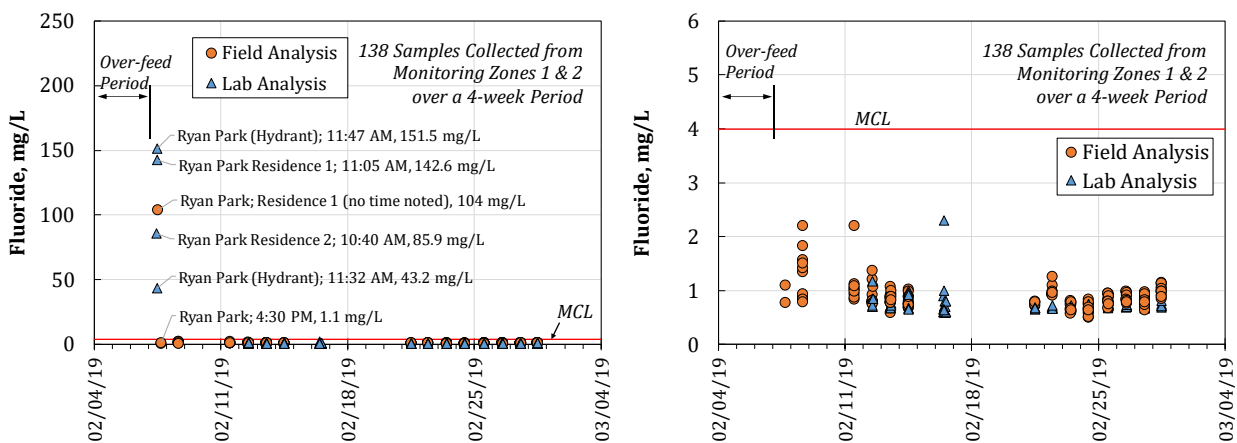 250
200
150
100
50
0
Fluoride, mg/L
Over-feed
Period
Field Analysis
Lab Analysis
138 Samples Collected from
Monitoring Zones 1 & 2
over a 4-week Period
Ryan Park (Hydrant); 11:47 AM, 151.5 mg/L
Ryan Park Residence 1; 11:05 AM, 142.6 mg/L
Ryan Park; Residence 1 (no time noted), 104 mg/L
Ryan Park Residence 2; 10:40 AM, 85.9 mg/L
Ryan Park (Hydrant); 11:32 AM, 43.2 mg/L
Ryan Park; 4:30 PM, 1.1 mg/L
MCL
02/04/19
02/11/19
02/18/19
02/25/19
03/04/19
6
5
4
3
2
1
0
Fluoride, mg/L
Over-feed
Period
138 Samples Collected from
Monitoring Zones 1 & 2
over a 4-week Period
MCL
Field Analysis
Lab Analysis
02/04/19
02/11/19
02/18/19
02/25/19
03/04/19